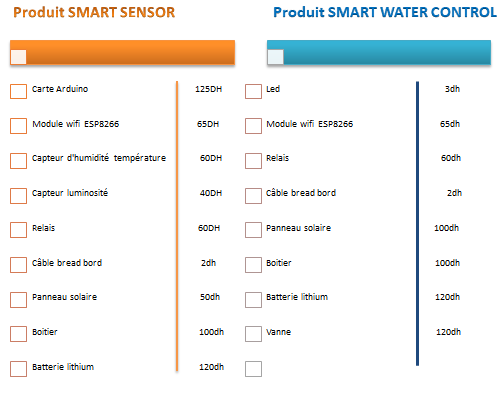 Produit SMART SENSOR
Carte Arduino 125DH
Module wifi ESP8266 65DH
Capteur d'humidité température 60DH
Capteur luminosité 40DH
Relais 60DH
Câble bread bord 2dh
Panneau solaire 50dh
Boitier 100dh
Batterie lithium 120dh
Produit SMART WATER CONTROL
Led 3dh
Module wifi ESP8266 65dh
Relais 60dh
Câble bread bord 2dh
Panneau solaire 100dh
Boitier 100dh
Batterie lithium 120dh
Vanne 120dh